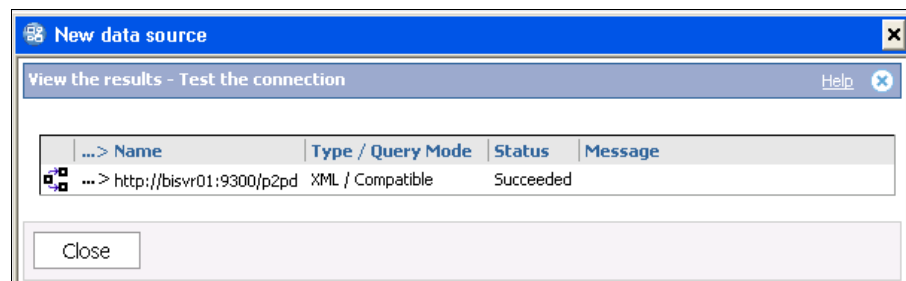 New data source
View the results - Test the connection Help
...> Name Type / Query Mode Status Message
...> http://bisvr01:9300/p2pd XML / Compatible Succeeded
Close